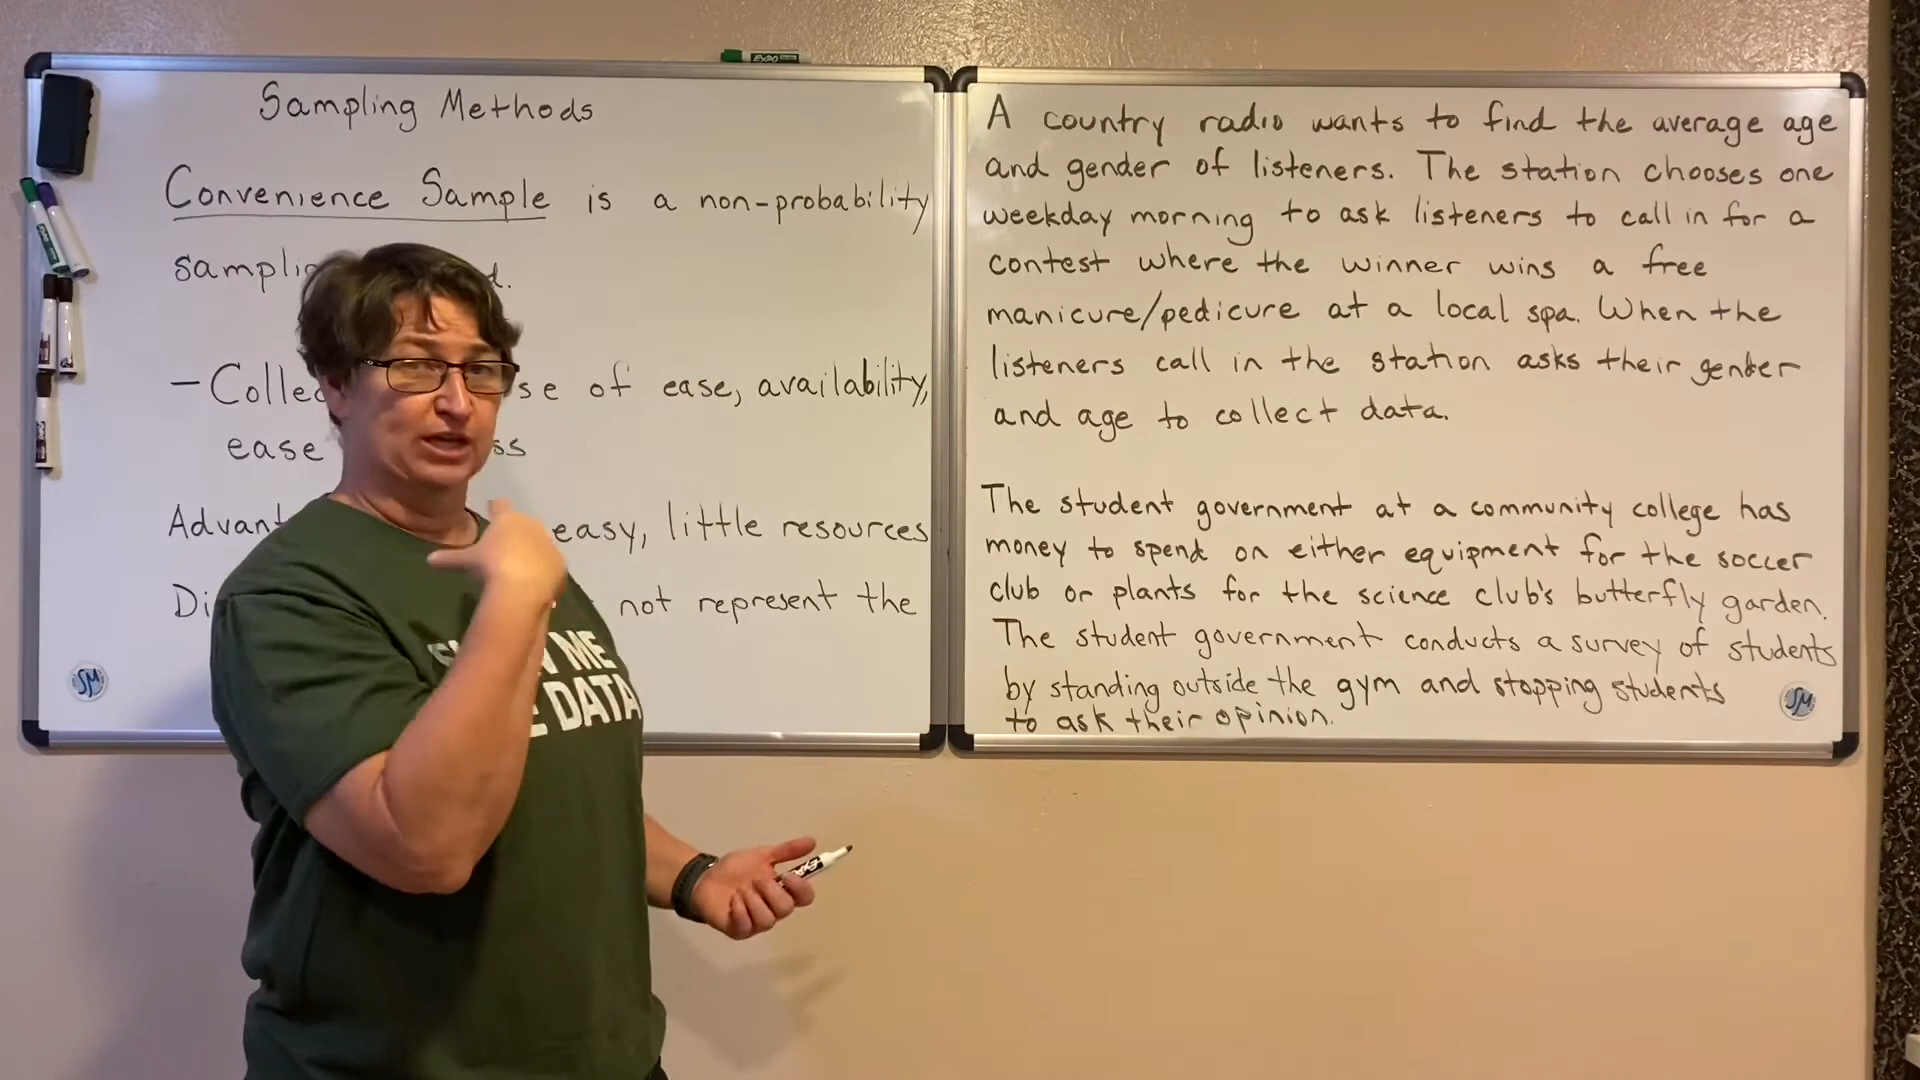 Sampling Methods
Convenience Sample is a non-probability
- of ease, availability,
ease
easy, little resources
not represent the
A country radio wants to find the average age
and gender of listeners. The station chooses one
weekday morning to ask listeners to call in for a
contest where the winner wins a free
manicure/pedicure at a local spa. When the
listeners call in the station asks their gender
and age to collect data.
The student government at a community college has
money to spend on either equipment for the soccer
club or plants for the science club's butterfly garden.
The student government conducts a survey of students
by standing outside the gym and stopping students
to ask their opinion.
ME
DATA
SM
SM
EXPO